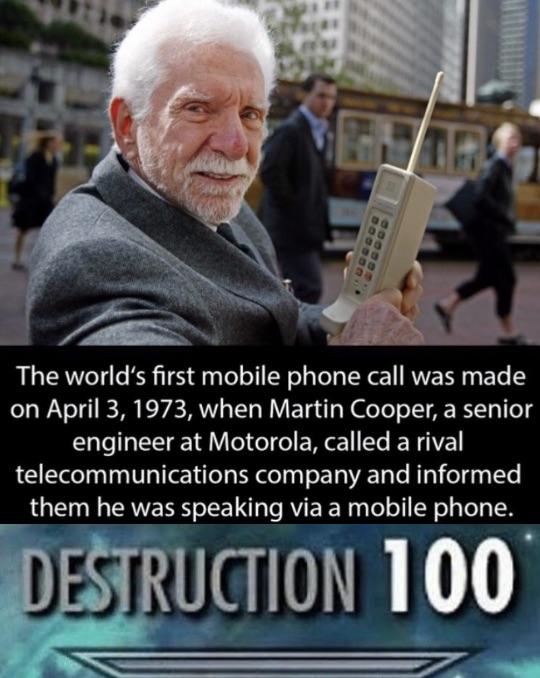 The world's first mobile phone call was made
on April 3, 1973, when Martin Cooper, a senior
engineer at Motorola, called a rival
telecommunications company and informed
them he was speaking via a mobile phone.
DESTRUCTION 100